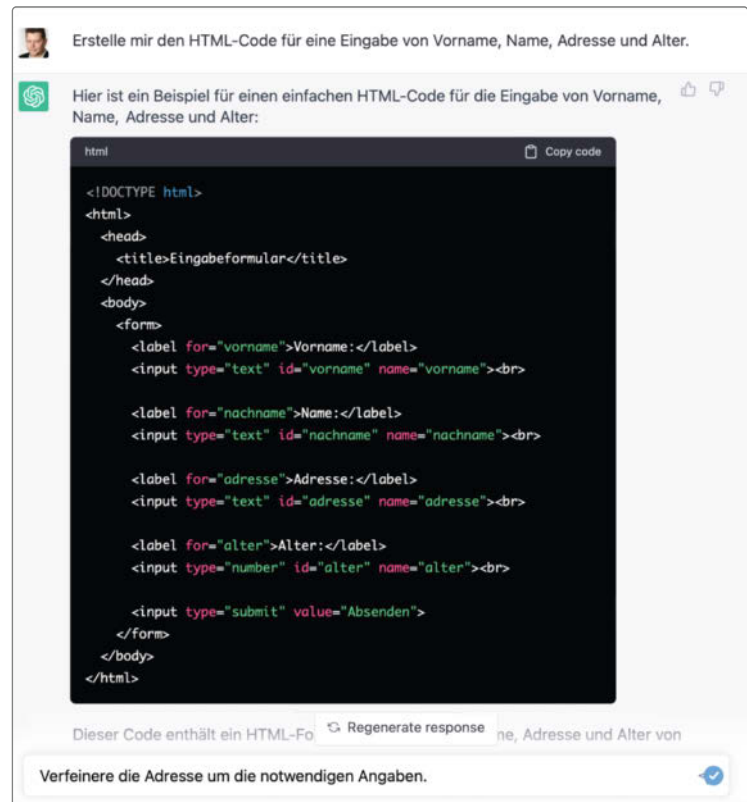 Erstelle mir den HTML-Code für eine Eingabe von Vorname, Name, Adresse und Alter.
Hier ist ein Beispiel für einen einfachen HTML-Code für die Eingabe von Vorname,
Name, Adresse und Alter:
html Copy code
<!DOCTYPE html>
<html>
  <head>
    <title>Eingabeformular</title>
  </head>
  <body>
    <form>
      <label for="vorname">Vorname:</label>
      <input type="text" id="vorname" name="vorname"><br>
      <label for="nachname">Name:</label>
      <input type="text" id="nachname" name="nachname"><br>
      <label for="adresse">Adresse:</label>
      <input type="text" id="adresse" name="adresse"><br>
      <label for="alter">Alter:</label>
      <input type="number" id="alter" name="alter"><br>
      <input type="submit" value="Absenden">
    </form>
  </body>
</html>
Dieser Code enthält ein HTML-Fo Regenerate response me, Adresse und Alter von
Verfeinere die Adresse um die notwendigen Angaben.